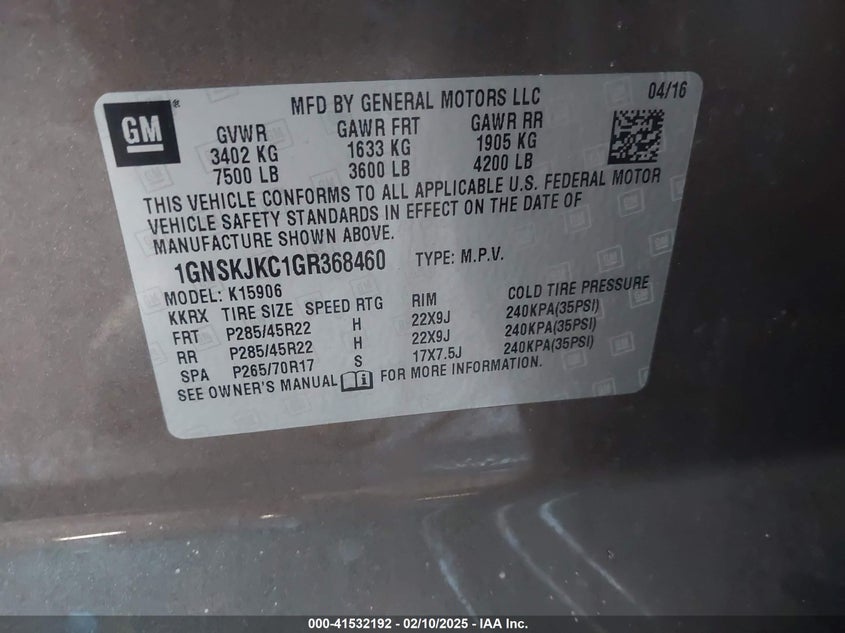 GM®
MFD BY GENERAL MOTORS LLC
04/16
GVWR GAWR FRT GAWR RR
3402 KG 1633 KG 1905 KG
7500 LB 3600 LB 4200 LB
THIS VEHICLE CONFORMS TO ALL APPLICABLE U.S. FEDERAL MOTOR
VEHICLE SAFETY STANDARDS IN EFFECT ON THE DATE OF
MANUFACTURE SHOWN ABOVE.
1GNSKJKC1GR368460 TYPE: M.P.V.
MODEL: K15906
KKRX TIRE SIZE SPEED RTG RIM COLD TIRE PRESSURE
FRT P285/45R22 H 22X9J 240KPA(35PSI)
RR P285/45R22 H 22X9J 240KPA(35PSI)
SPA P265/70R17 S 17X7.5J 240KPA(35PSI)
SEE OWNER'S MANUAL FOR MORE INFORMATION.
000-41532192 - 02/10/2025 - IAA Inc.